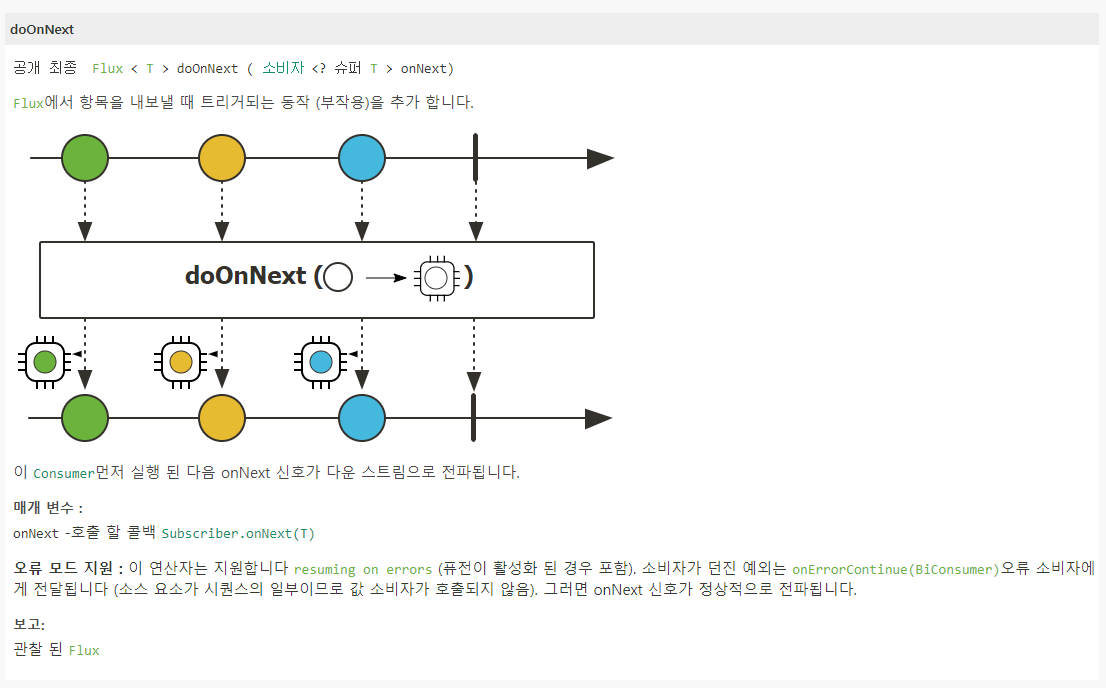 doOnNext
공개 최종 Flux < T > doOnNext ( 소비자 <? 슈퍼 T > onNext)
Flux에서 항목을 내보낼 때 트리거되는 동작 (부작용)을 추가 합니다.
doOnNext ( )
이 Consumer먼저 실행 된 다음 onNext 신호가 다운 스트림으로 전파됩니다.
매개 변수 :
onNext -호출 할 콜백 Subscriber.onNext(T)
오류 모드 지원 : 이 연산자는 지원합니다 resuming on errors (퓨전이 활성화 된 경우 포함). 소비자가 던진 예외는 onErrorContinue(BiConsumer)오류 소비자에
게 전달됩니다 (소스 요소가 시퀀스의 일부이므로 값 소비자가 호출되지 않음). 그러면 onNext 신호가 정상적으로 전파됩니다.
보고:
관찰 된 Flux